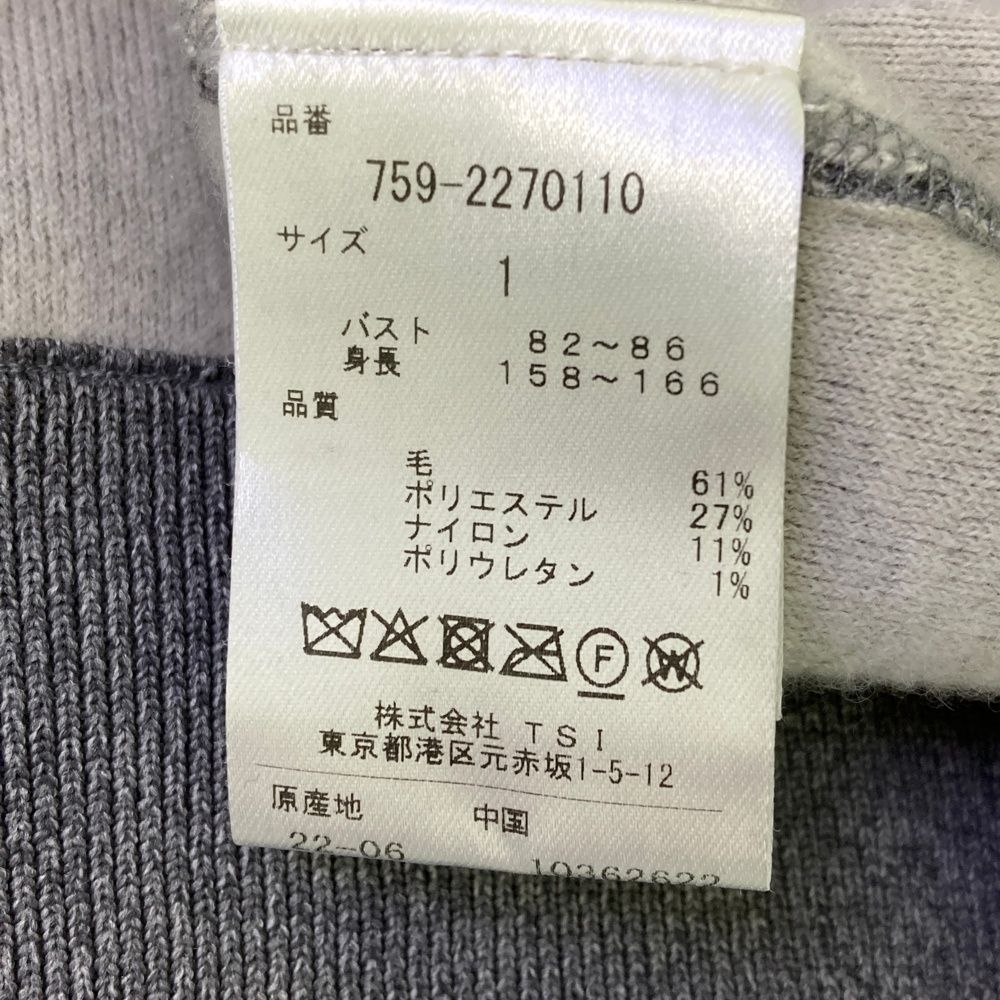 品番
759-2270110
サイズ
1
バスト 82～86
身長 158～166
品質
毛 61%
ポリエステル 27%
ナイロン 11%
ポリウレタン 1%
F W
株式会社 TSI
東京都港区元赤坂1-5-12
原産地 中国
22-06 10362622